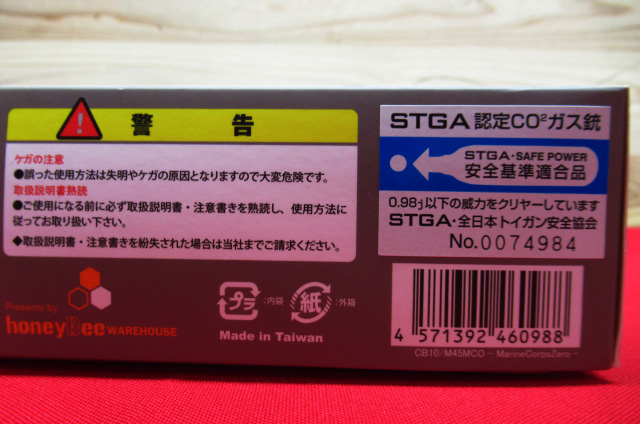 警告
ケガの注意
●誤った使用方法は失明やケガの原因となりますので大変危険です。
取扱説明書熟読
●ご使用になる前に必ず取扱説明書・注意書きを熟読し、使用方法に
従ってお取り扱い下さい。
◆取扱説明書・注意書を紛失された場合は当社までご請求ください。
Presents by
honeyBee WAREHOUSE
プラ :内袋 紙 :外箱
Made in Taiwan
STGA 認定CO²ガス銃
STGA・SAFE POWER
安全基準適合品
0.98j以下の威力をクリヤーしています
STGA・全日本トイガン安全協会
No.0074984
4 571392 460988
CB10/M45MCO - MarineCorpsZero -